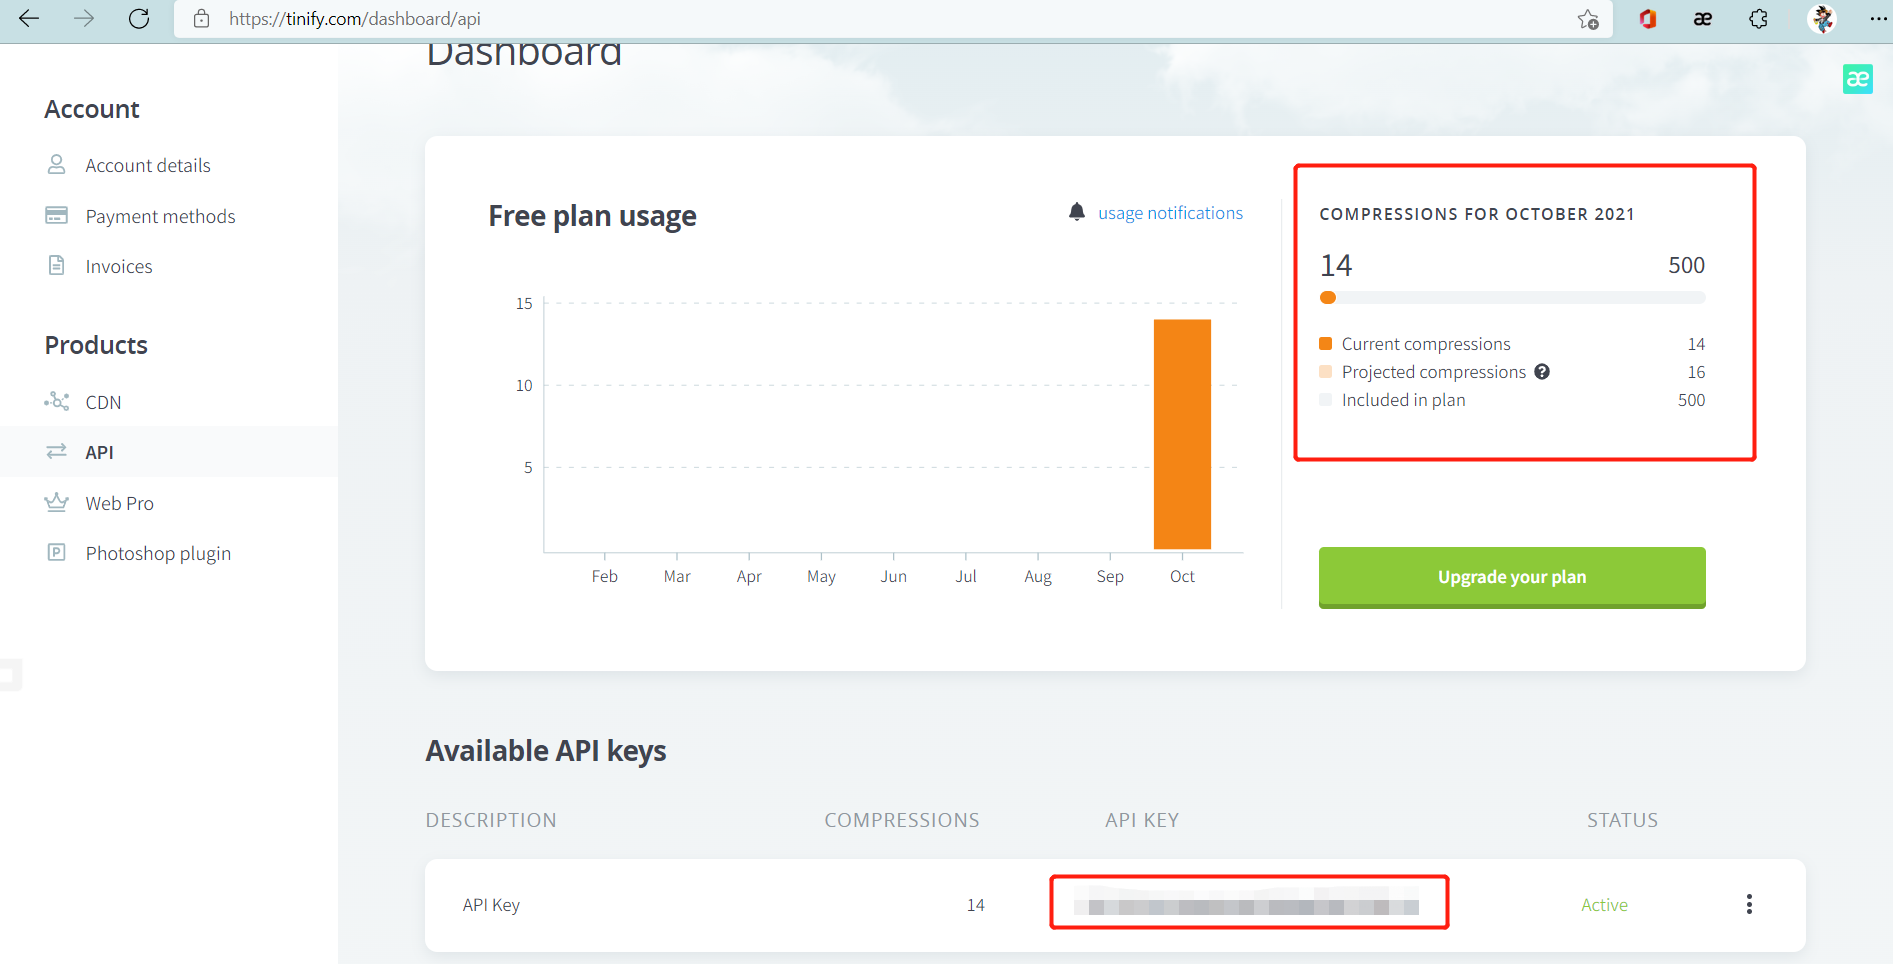 https://tinify.com/dashboard/api
Dashboard
Account
Account details
Payment methods
Invoices
Products
CDN
API
Web Pro
Photoshop plugin
Free plan usage
usage notifications
15
10
5
Feb Mar Apr May Jun Jul Aug Sep Oct
COMPRESSIONS FOR OCTOBER 2021
14 500
Current compressions 14
Projected compressions ? 16
Included in plan 500
Upgrade your plan
Available API keys
DESCRIPTION COMPRESSIONS API KEY STATUS
API Key 14 Active
æ
æ
P